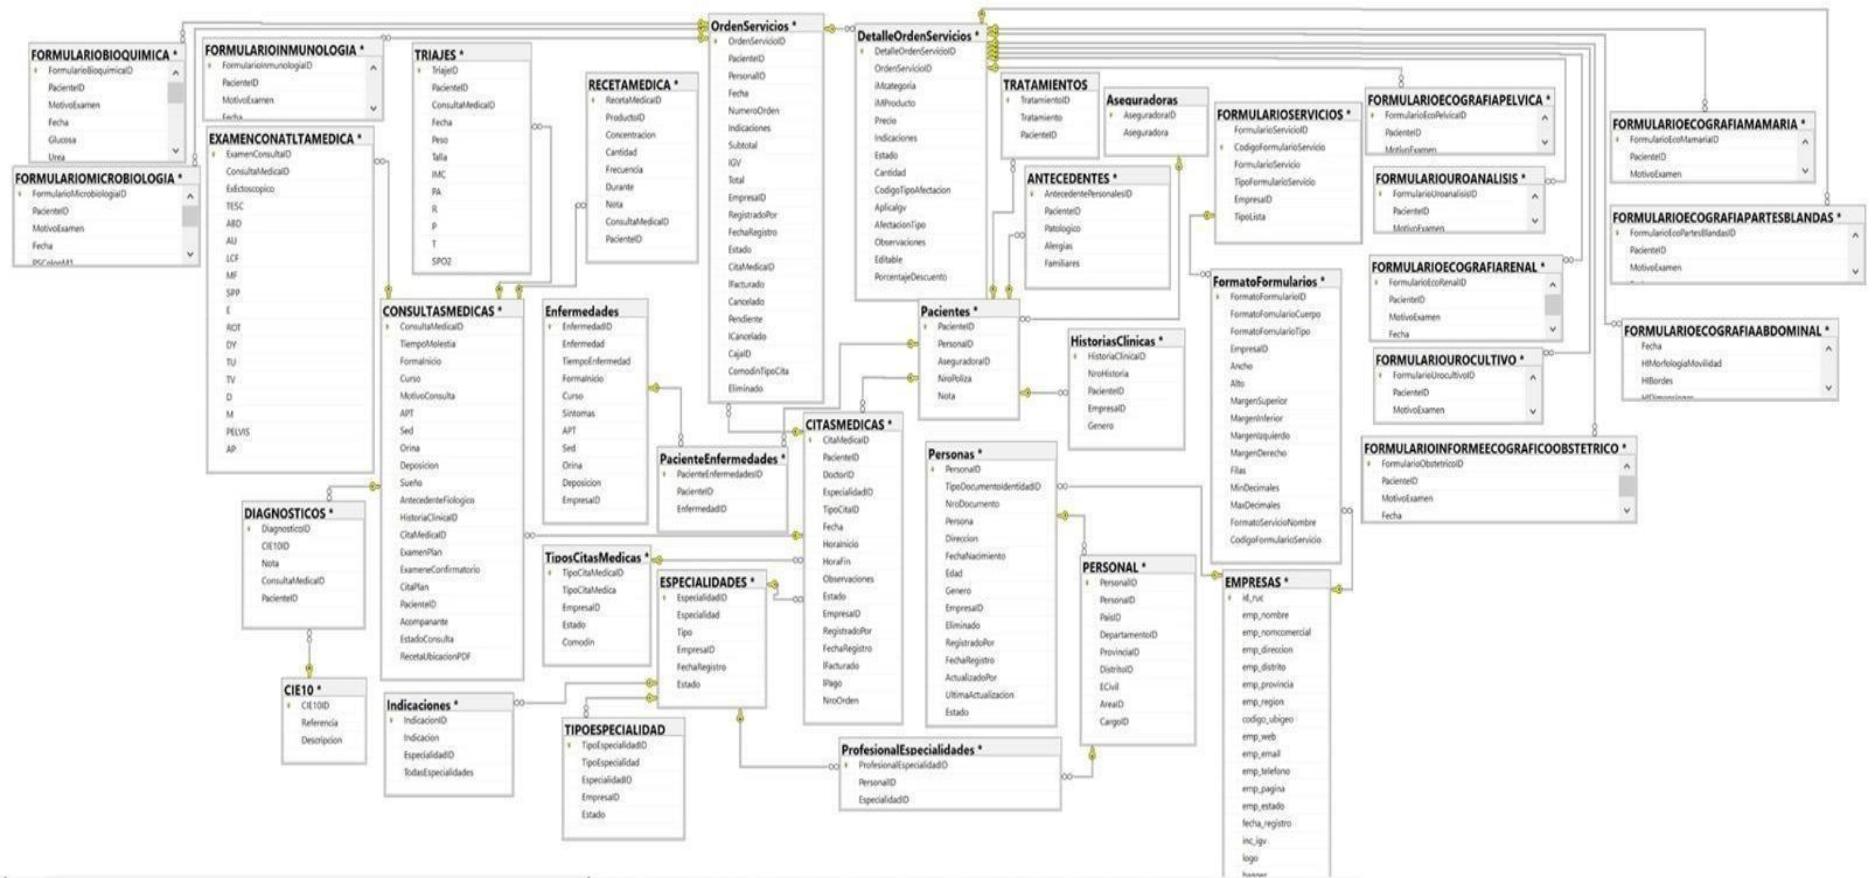 FORMULARIOBIOQUIMICA *
FormularioBioquimicaID
PacienteID
MotivoExamen
Fecha
Glucosa
Urea
FORMULARIOINMUNOLOGIA *
FormularioInmunologiaID
PacienteID
MotivoExamen
Fecha
FORMULARIOMICROBIOLOGIA *
FormularioMicrobiologiaID
PacienteID
MotivoExamen
Fecha
EXAMENCONATLTAMEDICA *
ExamenConsultaID
ConsultaMedicaID
ExEctoscopico
TESC
ABD
AU
LCF
MF
SPP
E
ROT
DY
TU
TV
D
M
PELVIS
AP
TRIAJES *
TriajeID
PacienteID
ConsultaMedicaID
Fecha
Peso
Talla
IMC
PA
R
P
T
SPO2
RECETAMEDICA *
RecetaMedicaID
ProductoID
Concentracion
Cantidad
Frecuencia
Durante
Nota
ConsultaMedicaID
PacienteID
OrdenServicios *
OrdenServicioID
PacienteID
PersonalID
Fecha
NumeroOrden
Indicaciones
Subtotal
IGV
Total
EmpresaID
RegistradoPor
FechaRegistro
Estado
CitaMedicaID
IFacturado
Cancelado
Pendiente
ICancelado
CajaID
ComodinTipoCita
Eliminado
DetalleOrdenServicios *
DetalleOrdenServicioID
OrdenServicioID
iMcategoria
iMProducto
Precio
Indicaciones
Estado
Cantidad
CodigoTipoAfectacion
AplicaIgv
AfectacionTipo
Observaciones
Editable
PorcentajeDescuento
TRATAMIENTOS
TratamientoID
Tratamiento
PacienteID
Aseguradoras
AseguradoraID
Aseguradora
ANTECEDENTES *
AntecedentePersonalesID
PacienteID
Patologico
Alergias
Familiares
FORMULARIOSERVICIOS *
FormularioServicioID
CodigoFormularioServicio
FormularioServicio
TipoFormularioServicio
EmpresaID
TipoLista
FORMULARIOECOGRAFIAPELVICA *
FormularioEcoPelvicaID
PacienteID
MotivoExamen
FORMULARIOUROANALISIS *
FormularioUroanalisisID
PacienteID
MotivoExamen
FORMULARIOECOGRAFIARENAL *
FormularioEcoRenalID
PacienteID
MotivoExamen
Fecha
FORMULARIOUROCULTIVO *
FormularioUrocultivoID
PacienteID
MotivoExamen
FORMULARIOINFORMEECOGRAFICOOBSTETRICO *
FormularioObstetricoID
PacienteID
MotivoExamen
Fecha
FORMULARIOECOGRAFIAMAMARIA *
FormularioEcoMamariaID
PacienteID
MotivoExamen
FORMULARIOECOGRAFIAPARTESBLANDAS *
FormularioEcoPartesBlandasID
PacienteID
MotivoExamen
FORMULARIOECOGRAFIAABDOMINAL *
Fecha
HIMorfologiaMovilidad
HIBordes
CONSULTASMEDICAS *
ConsultaMedicaID
TiempoMolestia
FormaInicio
Curso
MotivoConsulta
APT
Sed
Orina
Deposicion
Sueño
AntecedenteFiologico
HistoriaClinicaID
CitaMedicaID
ExamenPlan
ExameneConfirmatorio
CitaPlan
PacienteID
Acompanante
EstadoConsulta
RecetaUbicacionPDF
Enfermedades
EnfermedadID
Enfermedad
TiempoEnfermedad
FormaInicio
Curso
Sintomas
APT
Sed
Orina
Deposicion
EmpresaID
PacienteEnfermedades *
PacienteEnfermedadesID
PacienteID
EnfermedadID
Pacientes *
PacienteID
PersonaID
AseguradoraID
NroPoliza
Nota
HistoriasClinicas *
HistoriaClinicaID
NroHistoria
PacienteID
EmpresaID
Genero
FormatoFormularios *
FormatoFormularioID
FormatoFomularioCuerpo
FormatoFomularioTipo
EmpresaID
Ancho
Alto
MargenSuperior
MargenInferior
MargenIzquierdo
MargenDerecho
Filas
MinDecimales
MaxDecimales
FormatoServicioNombre
CodigoFormularioServicio
CITASMEDICAS *
CitaMedicaID
PacienteID
DoctorID
EspecialidadID
TipoCitaID
Fecha
HoraInicio
HoraFin
Observaciones
Estado
EmpresaID
RegistradoPor
FechaRegistro
IFacturado
IPago
NroOrden
Personas *
PersonaID
TipoDocumentoIdentidadID
NroDocumento
Persona
Direccion
FechaNacimiento
Edad
Genero
EmpresaID
Eliminado
RegistradoPor
FechaRegistro
ActualizadoPor
UltimaActualizacion
Estado
DIAGNOSTICOS *
DiagnosticoID
CIE10ID
Nota
ConsultaMedicaID
PacienteID
TiposCitasMedicas *
TipoCitaMedicaID
TipoCitaMedica
EmpresaID
Estado
Comodin
ESPECIALIDADES *
EspecialidadID
Especialidad
Tipo
EmpresaID
FechaRegistro
Estado
PERSONAL *
PersonalID
PersonaID
PaisID
DepartamentoID
ProvinciaID
DistritoID
ECivil
AreaID
CargoID
EMPRESAS *
id_ruc
emp_nombre
emp_nomcomercial
emp_direccion
emp_distrito
emp_provincia
emp_region
codigo_ubigeo
emp_web
emp_email
emp_telefono
emp_pagina
emp_estado
fecha_registro
inc_igv
logo
banner
CIE10 *
CIE10ID
Referencia
Descripcion
Indicaciones *
IndicacionID
Indicacion
EspecialidadID
TodasEspecialidades
TIPOESPECIALIDAD
TipoEspecialidadID
TipoEspecialidad
EspecialidadID
EmpresaID
Estado
ProfesionalEspecialidades *
ProfesionalEspecialidadID
PersonalID
EspecialidadID